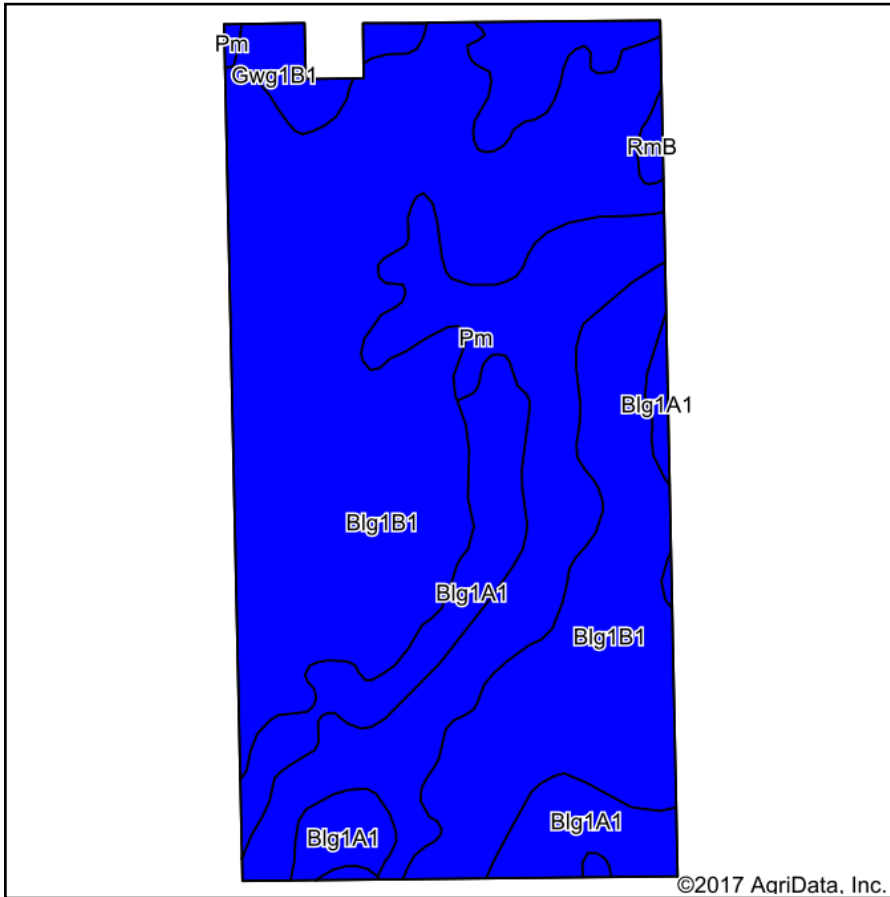 Pm
Gwg1B1
RmB
Pm
Blg1A1
Blg1B1
Blg1A1
Blg1B1
Blg1A1
Blg1A1
©2017 AgriData, Inc.